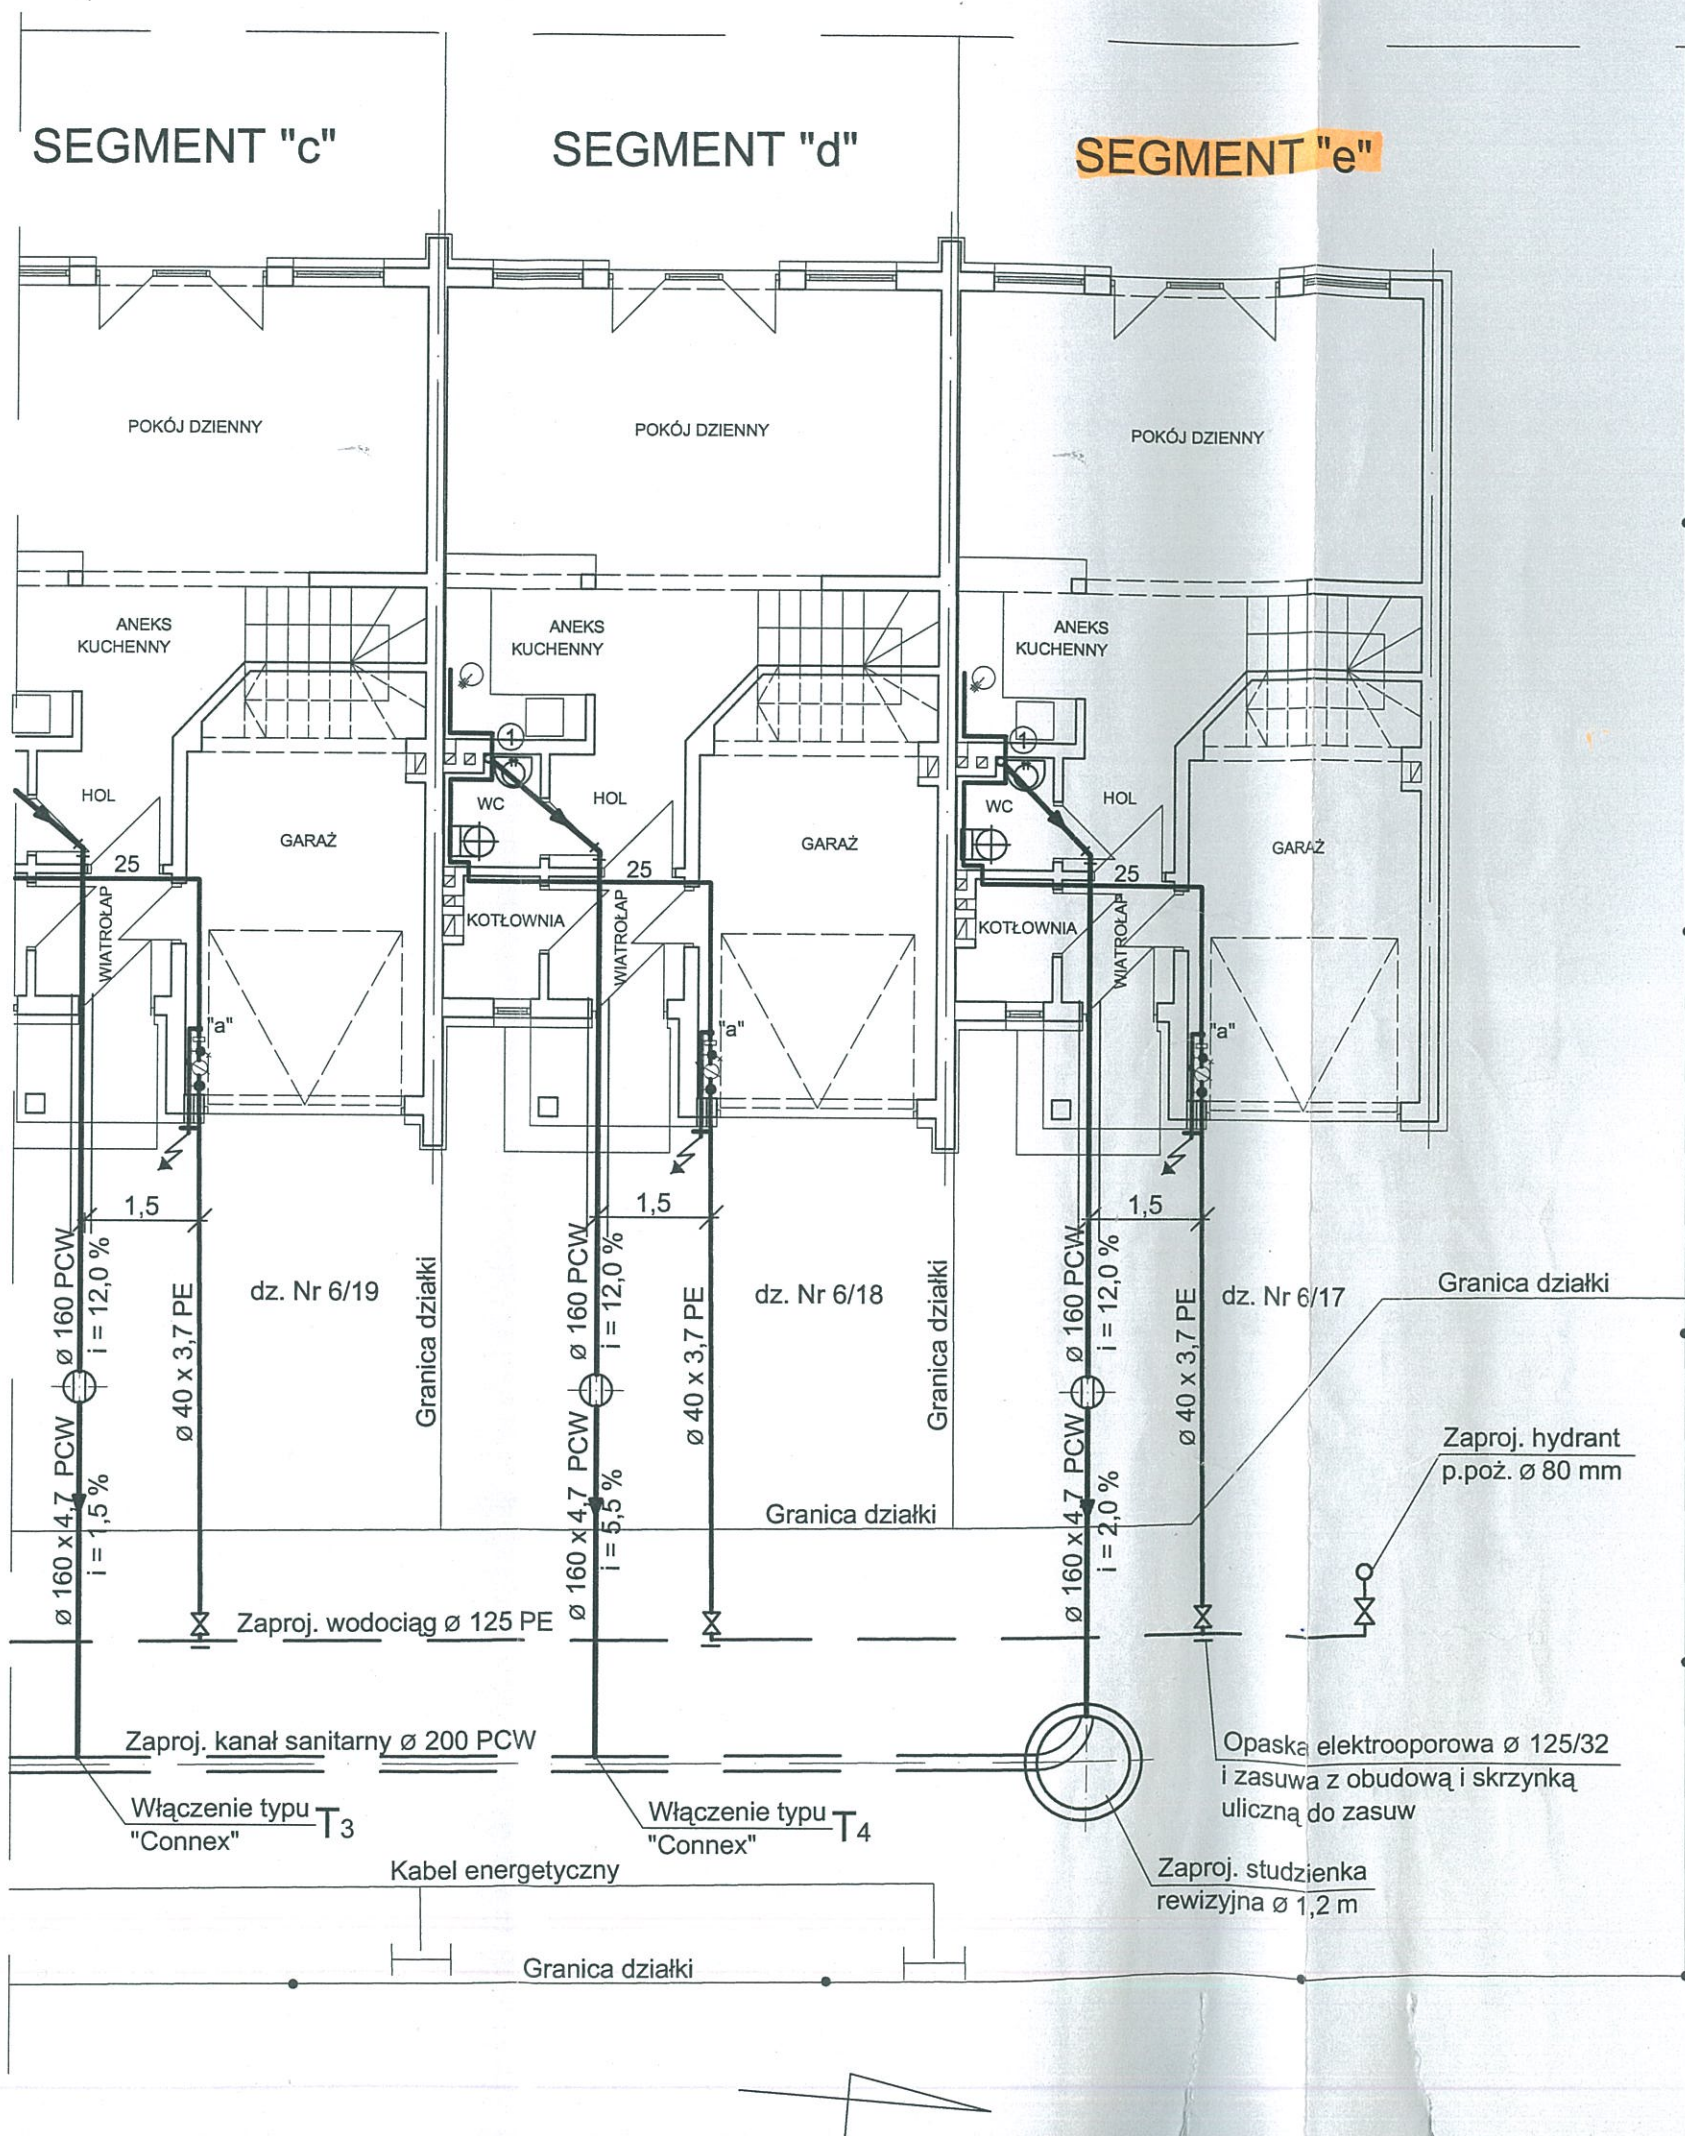 SEGMENT "c"
SEGMENT "d"
SEGMENT "e"
POKÓJ DZIENNY
POKÓJ DZIENNY
POKÓJ DZIENNY
ANEKS
KUCHENNY
ANEKS
KUCHENNY
ANEKS
KUCHENNY
1
1
HOL
WC
HOL
WC
HOL
GARAŻ
GARAŻ
GARAŻ
25
25
25
WIATROŁAP
KOTŁOWNIA
WIATROŁAP
KOTŁOWNIA
WIATROŁAP
"a"
"a"
"a"
1,5
1,5
1,5
ø 160 PCW
i = 12,0 %
ø 160 PCW
i = 12,0 %
ø 160 PCW
i = 12,0 %
dz. Nr 6/19
dz. Nr 6/18
dz. Nr 6/17
Granica działki
Granica działki
Granica działki
ø 40 x 3,7 PE
ø 40 x 3,7 PE
ø 40 x 3,7 PE
ø 160 x 4,7 PCW
i = 1,5 %
ø 160 x 4,7 PCW
i = 5,5 %
ø 160 x 4,7 PCW
i = 2,0 %
Zaproj. hydrant
p.poż. ø 80 mm
Granica działki
Zaproj. wodociąg ø 125 PE
Zaproj. kanał sanitarny ø 200 PCW
Opaska elektrooporowa ø 125/32
i zasuwa z obudową i skrzynką
uliczną do zasuw
Włączenie typu T3
"Connex"
Włączenie typu T4
"Connex"
Kabel energetyczny
Zaproj. studzienka
rewizyjna ø 1,2 m
Granica działki